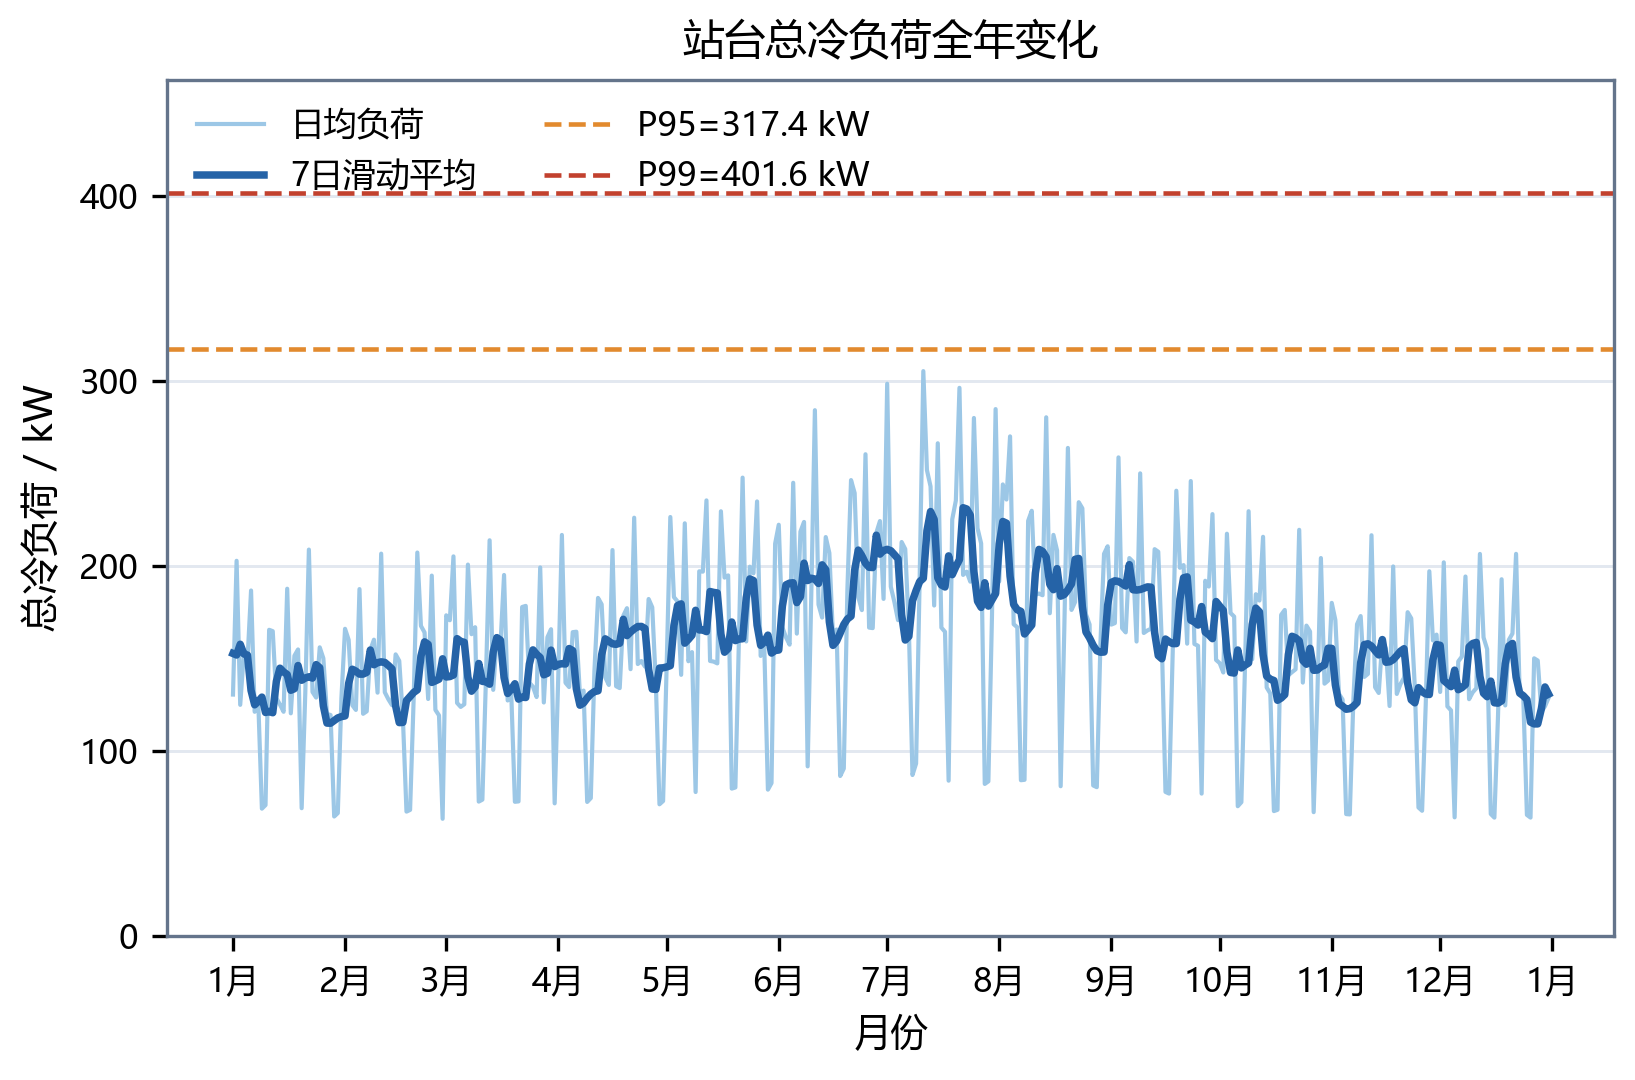 站台总冷负荷全年变化
日均负荷
7日滑动平均
P95=317.4 kW
P99=401.6 kW
总冷负荷 / kW
400
300
200
100
0
1月 2月 3月 4月 5月 6月 7月 8月 9月 10月 11月 12月 1月
月份